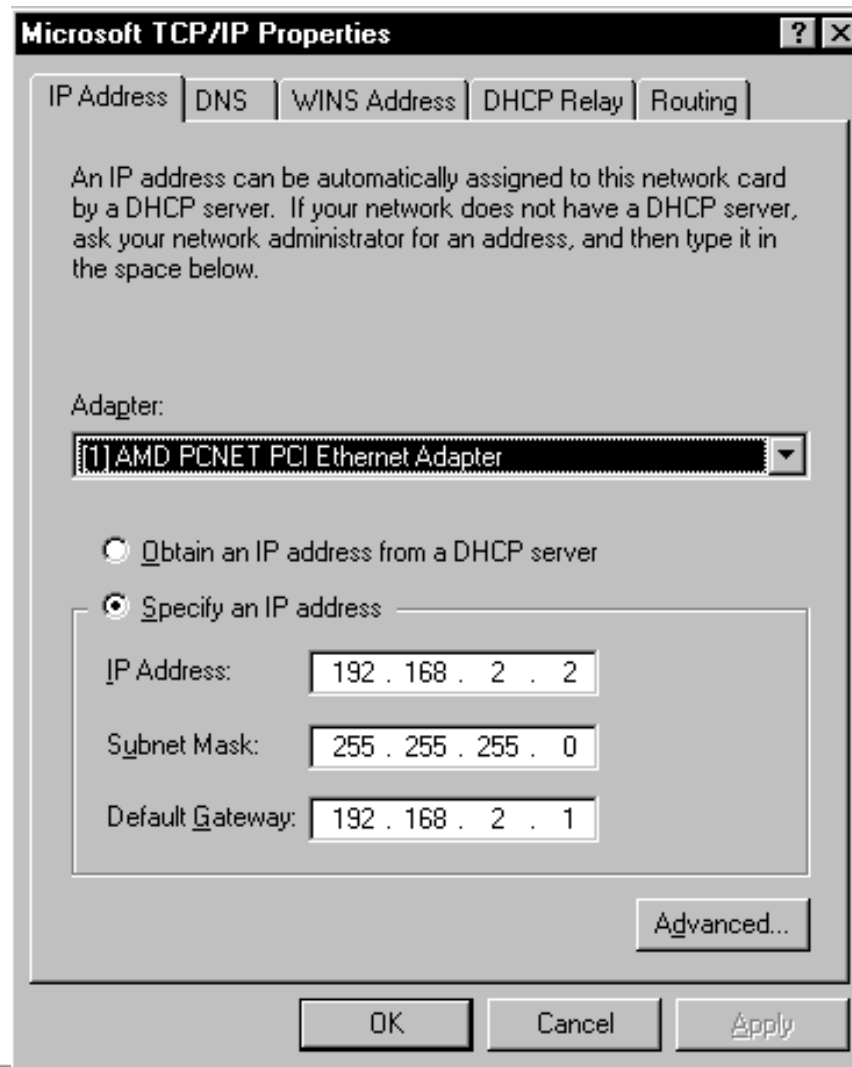 Microsoft TCP/IP Properties
IP Address DNS WINS Address DHCP Relay Routing
An IP address can be automatically assigned to this network card
by a DHCP server. If your network does not have a DHCP server,
ask your network administrator for an address, and then type it in
the space below.
Adapter:
[1] AMD PCNET PCI Ethernet Adapter
Obtain an IP address from a DHCP server
Specify an IP address
IP Address: 192 . 168 . 2 . 2
Subnet Mask: 255 . 255 . 255 . 0
Default Gateway: 192 . 168 . 2 . 1
Advanced...
OK Cancel Apply